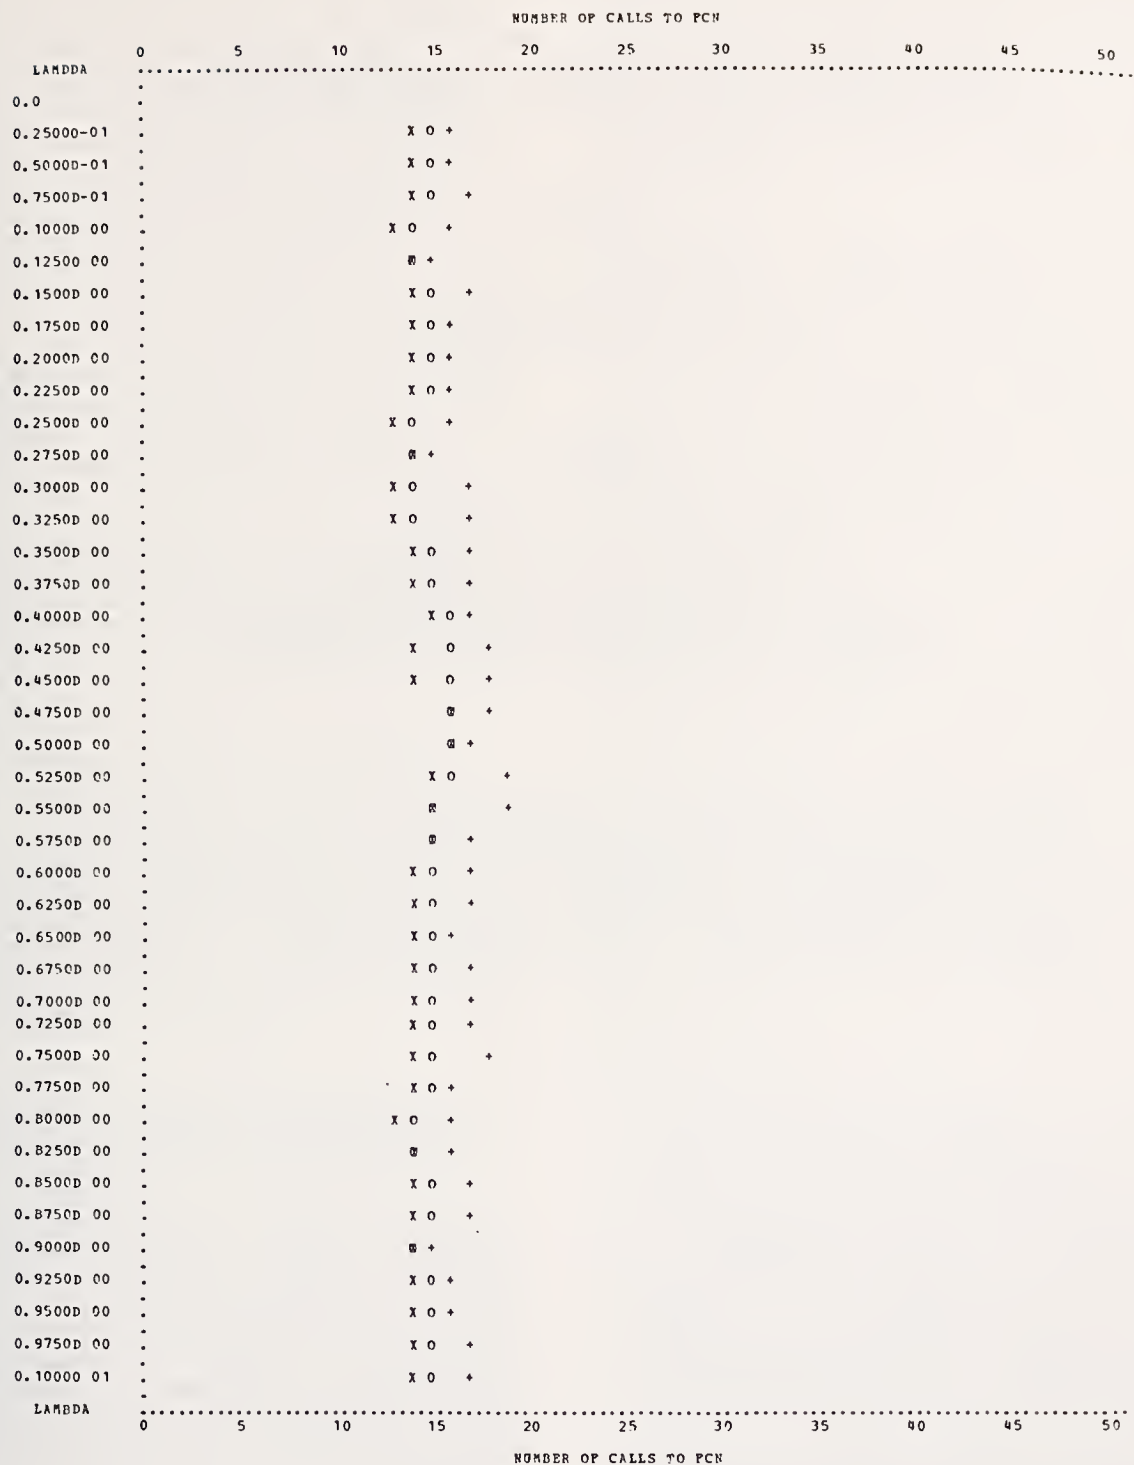 NUMBER OF CALLS TO FCN
0 5 10 15 20 25 30 35 40 45 50
LAMBDA
0.0
0.2500D-01 X O +
0.5000D-01 X O +
0.7500D-01 X O +
0.1000D 00 X O +
0.1250D 00 +
0.1500D 00 X O +
0.1750D 00 X O +
0.2000D 00 X O +
0.2250D 00 X O +
0.2500D 00 X O +
0.2750D 00 +
0.3000D 00 X O +
0.3250D 00 X O +
0.3500D 00 X O +
0.3750D 00 X O +
0.4000D 00 X O +
0.4250D 00 X O +
0.4500D 00 X O +
0.4750D 00 +
0.5000D 00 +
0.5250D 00 X O +
0.5500D 00 +
0.5750D 00 +
0.6000D 00 X O +
0.6250D 00 X O +
0.6500D 00 X O +
0.6750D 00 X O +
0.7000D 00 X O +
0.7250D 00 X O +
0.7500D 00 X O +
0.7750D 00 X O +
0.8000D 00 X O +
0.8250D 00 +
0.8500D 00 X O +
0.8750D 00 X O +
0.9000D 00 +
0.9250D 00 X O +
0.9500D 00 X O +
0.9750D 00 X O +
0.1000D 01 X O +
LAMBDA
0 5 10 15 20 25 30 35 40 45 50
NUMBER OF CALLS TO FCN